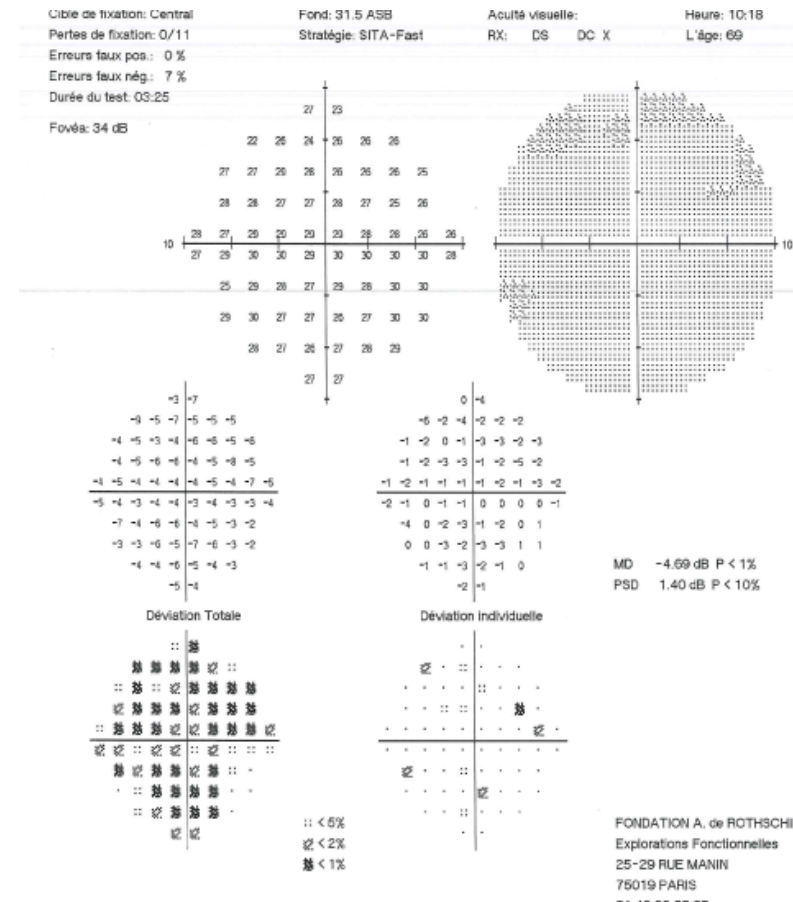 Cible de fixation: Central
Fond: 31.5 ASB
Acuité visuelle:
Heure: 10:18
Pertes de fixation: 0/11
Stratégie: SITA-Fast
RX: DS DC X
L'âge: 69
Erreurs faux pos.: 0 %
Erreurs faux nég.: 7 %
Durée du test: 03:25
Fovéa: 34 dB
27 23
22 26 24 26 26 26
27 27 29 28 26 26 26 25
28 28 27 27 28 27 25 26
28 29 30 30 29 29 29 28 26 26
10
27 29 30 30 29 30 30 30 30 28
10
25 29 28 27 29 28 30 30
29 30 27 27 26 27 30 30
28 27 26 27 28 29
27 27
-3 -7
-9 -5 -7 -5 -5 -5
-4 -5 -3 -4 -6 -6 -5 -6
-4 -5 -6 -6 -4 -5 -8 -5
-4 -5 -4 -4 -4 -4 -5 -4 -7 -6
-5 -4 -3 -4 -4 -3 -4 -3 -3 -4
-7 -4 -6 -6 -4 -5 -3 -2
-3 -3 -6 -5 -7 -6 -3 -2
-4 -4 -6 -5 -4 -3
-5 -4
Déviation Totale
0 -4
-6 -2 -4 -2 -2 -2
-1 -2 0 -1 -3 -3 -2 -3
-1 -2 -3 -3 -1 -2 -5 -2
-1 -2 -1 -1 -1 -1 -2 -1 -3 -2
-2 -1 0 -1 -1 0 0 0 0 -1
-4 0 -2 -3 -1 -2 0 1
0 0 -3 -2 -3 -3 1 1
-1 -1 -3 -2 -1 0
-2 -1
Déviation individuelle
MD -4.69 dB P < 1%
PSD 1.40 dB P < 10%
< 5%
< 2%
< 1%
FONDATION A. de ROTHSCHI
Explorations Fonctionnelles
25-29 RUE MANIN
75019 PARIS